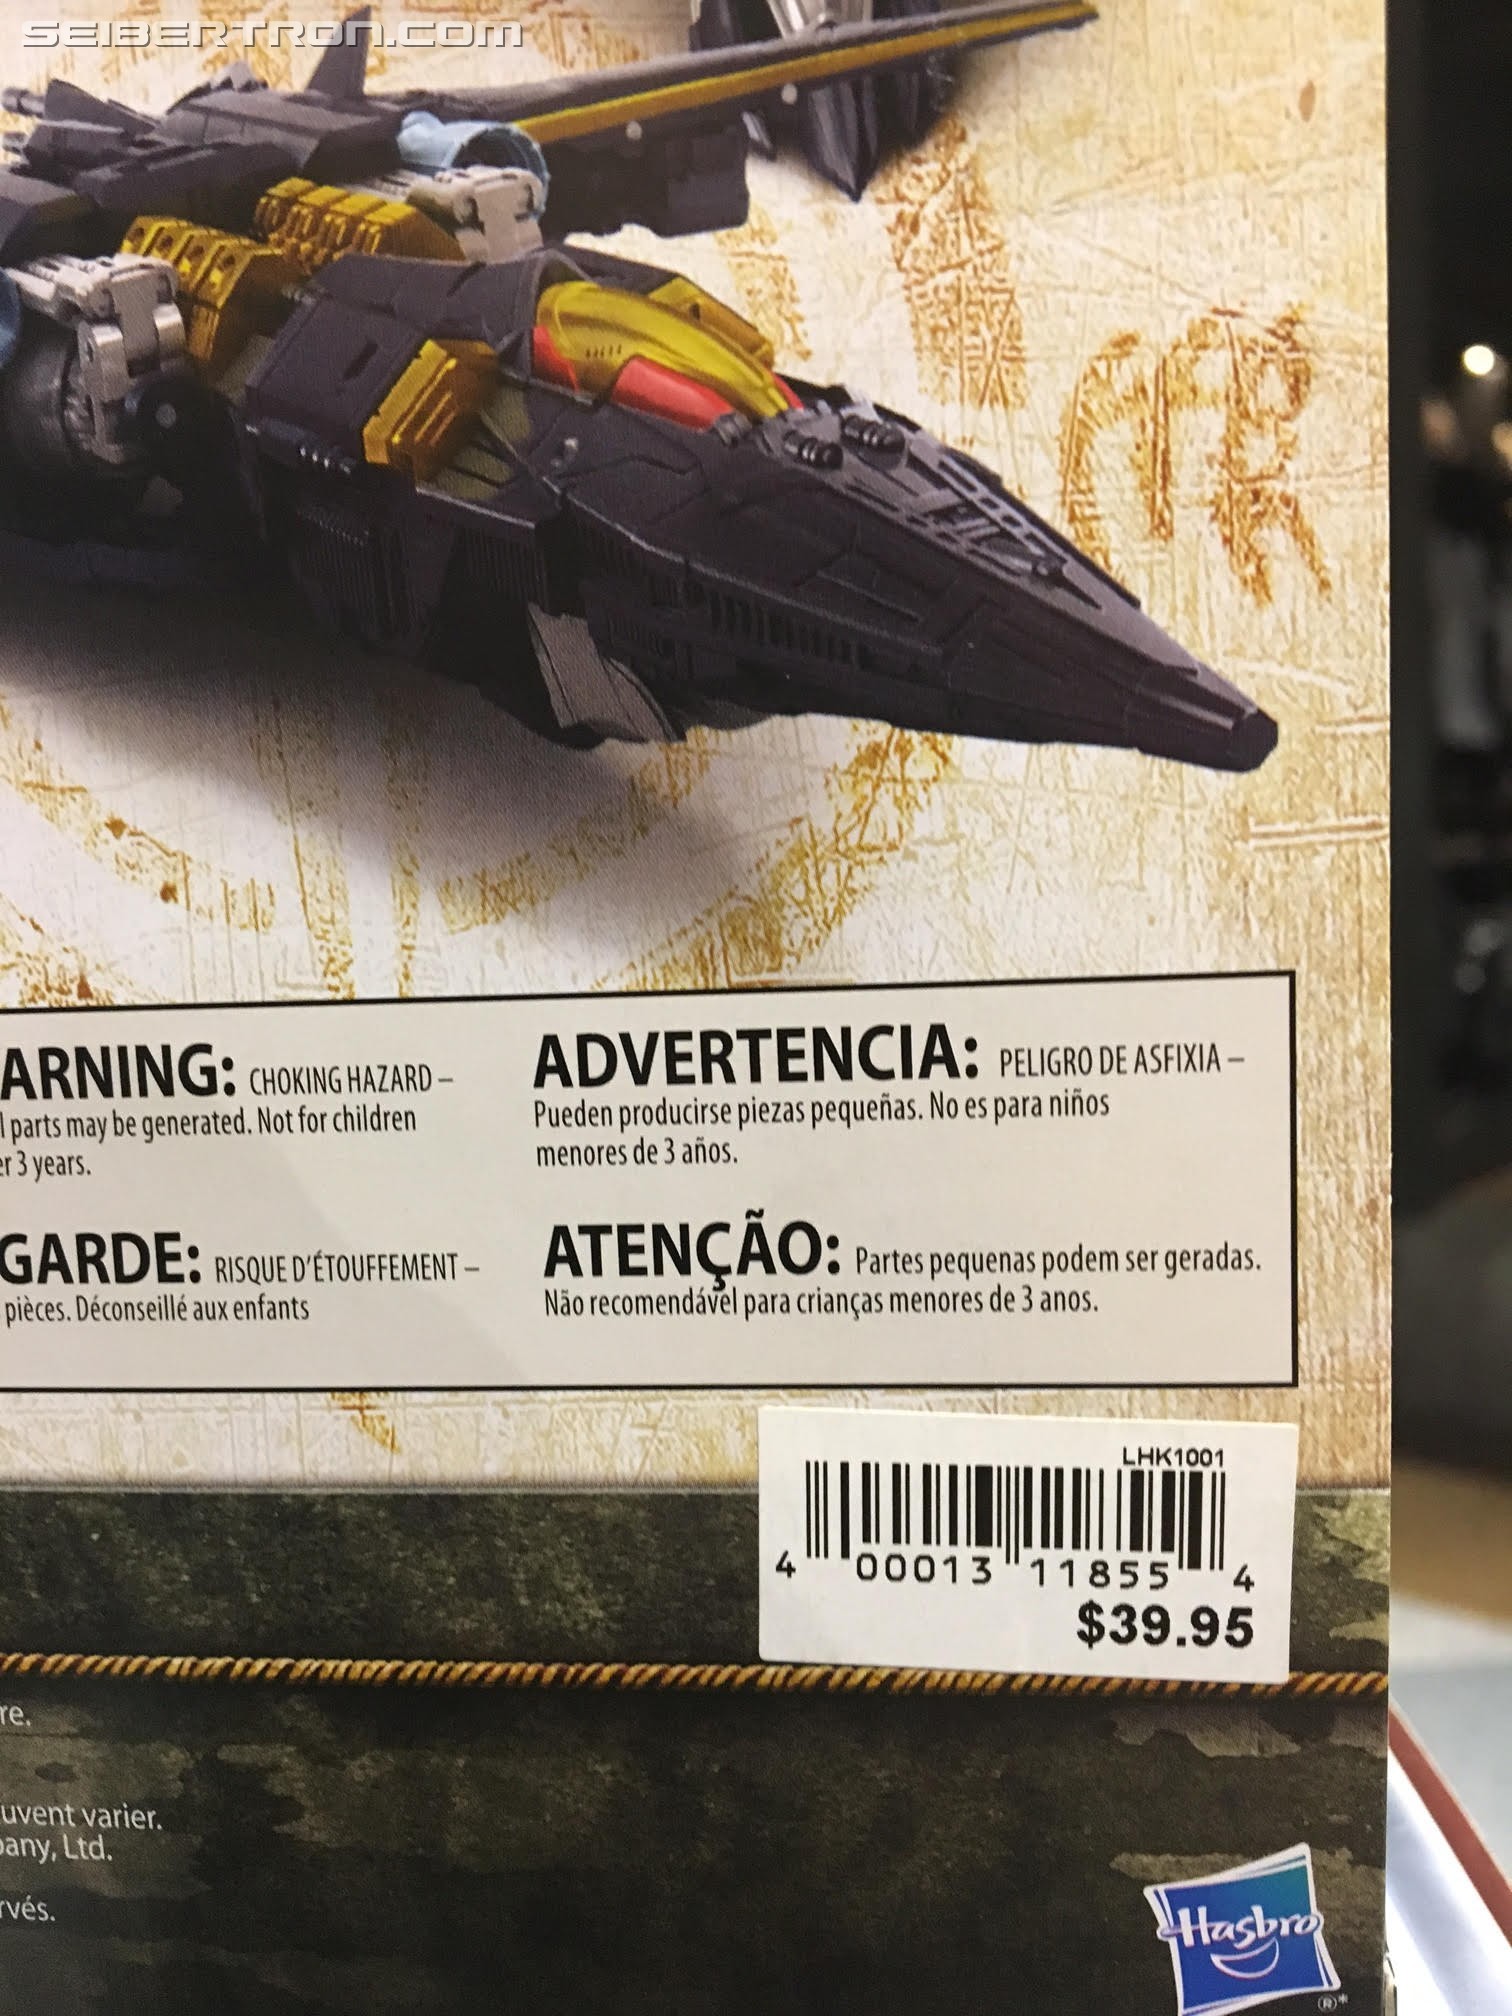 SEIBERTRON.COM
ARNING: CHOKING HAZARD –
l parts may be generated. Not for children
er 3 years.
ADVERTENCIA: PELIGRO DE ASFIXIA –
Pueden producirse piezas pequeñas. No es para niños
menores de 3 años.
GARDE: RISQUE D'ÉTOUFFEMENT –
pièces. Déconseillé aux enfants
ATENÇÃO: Partes pequenas podem ser geradas.
Não recomendável para crianças menores de 3 anos.
LHK1001
4 00013 11855 4
$39.95
re.
uvent varier.
pany, Ltd.
rvés.
Hasbro
®*